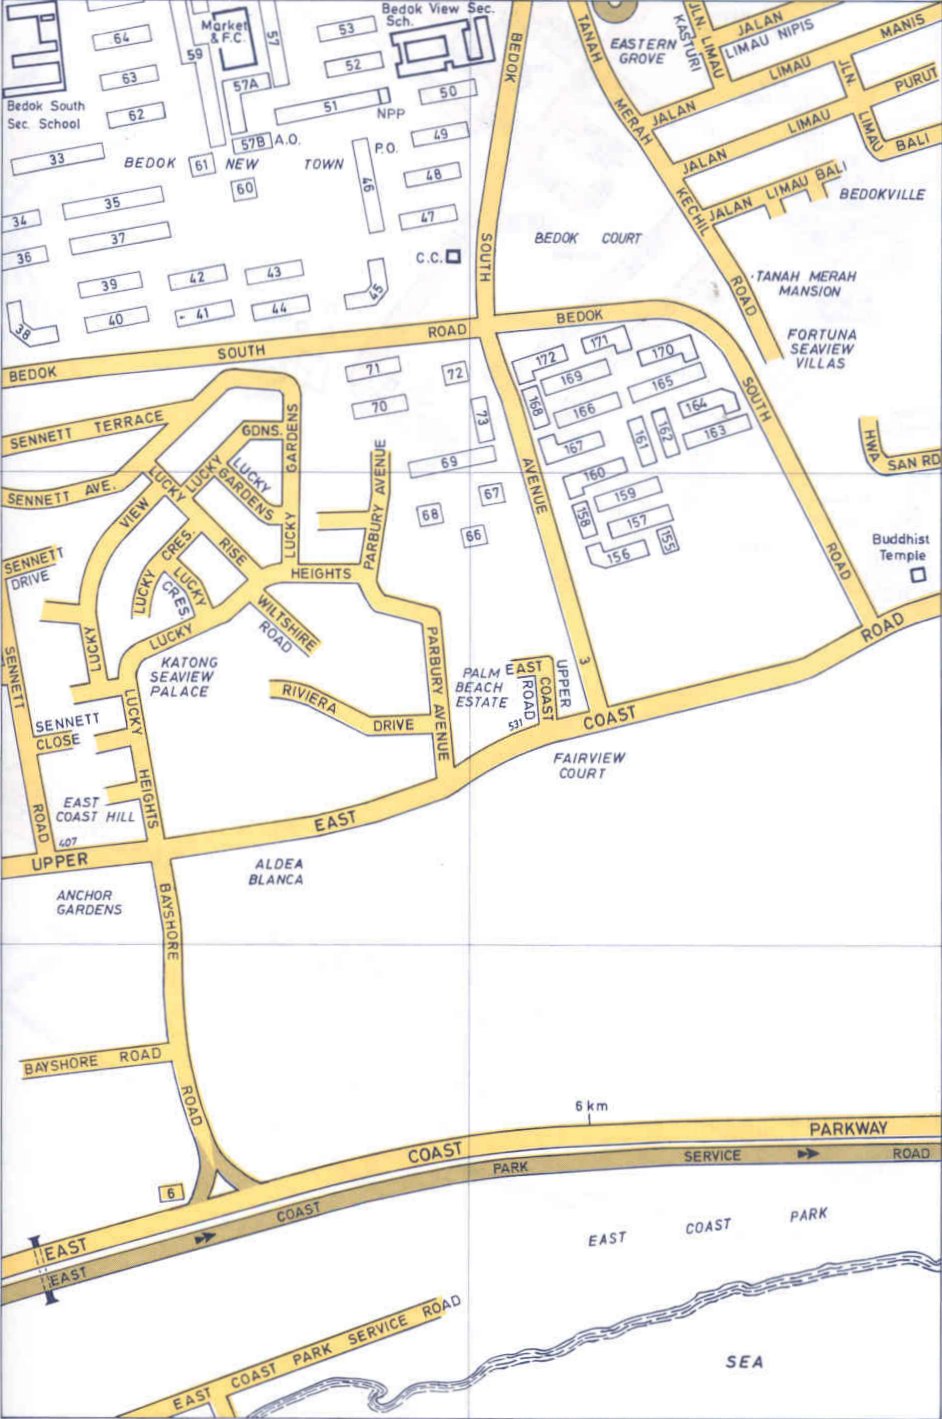 Bedok View Sec.
Sch.
Market
& F.C.
64
59
57
53
52
63
57A
62
51
50
NPP
49
48
47
46
P.O.
57B
A.O.
61
60
Bedok South
Sec. School
33
BEDOK NEW TOWN
34
35
36
37
38
39
40
41
42
43
44
45
C.C.
BEDOK
SOUTH
AVENUE
3
TANAH
MERAH
KECHIL
ROAD
EASTERN
GROVE
JLN. LIMAU
KASTURI
JALAN
LIMAU NIPIS
JALAN LIMAU MANIS
JALAN LIMAU PURUT
JLN.
LIMAU
BALI
JALAN LIMAU BALI
BEDOKVILLE
BEDOK COURT
TANAH MERAH
MANSION
FORTUNA
SEAVIEW
VILLAS
BEDOK SOUTH ROAD
BEDOK
SOUTH
ROAD
71
72
70
73
69
68
67
66
172
171
170
169
168
167
166
165
164
163
162
161
160
159
158
157
156
155
HWA
SAN RD
Buddhist
Temple
SENNETT TERRACE
SENNETT AVE.
SENNETT
DRIVE
SENNETT
ROAD
SENNETT
CLOSE
GDNS.
LUCKY
LUCKY
GARDENS
LUCKY
GARDENS
LUCKY
RISE
VIEW
LUCKY
LUCKY
CRES.
LUCKY
CRES.
LUCKY
HEIGHTS
LUCKY
HEIGHTS
WILTSHIRE
ROAD
PARBURY AVENUE
PARBURY AVENUE
KATONG
SEAVIEW
PALACE
RIVIERA
DRIVE
PALM
BEACH
ESTATE
UPPER
EAST
COAST
ROAD
531
EAST
COAST HILL
407
UPPER EAST COAST ROAD
FAIRVIEW
COURT
ALDEA
BLANCA
ANCHOR
GARDENS
BAYSHORE
ROAD
BAYSHORE ROAD
6 km
6
EAST COAST PARKWAY
EAST COAST PARK SERVICE ROAD
EAST COAST PARK
EAST COAST PARK SERVICE ROAD
SEA